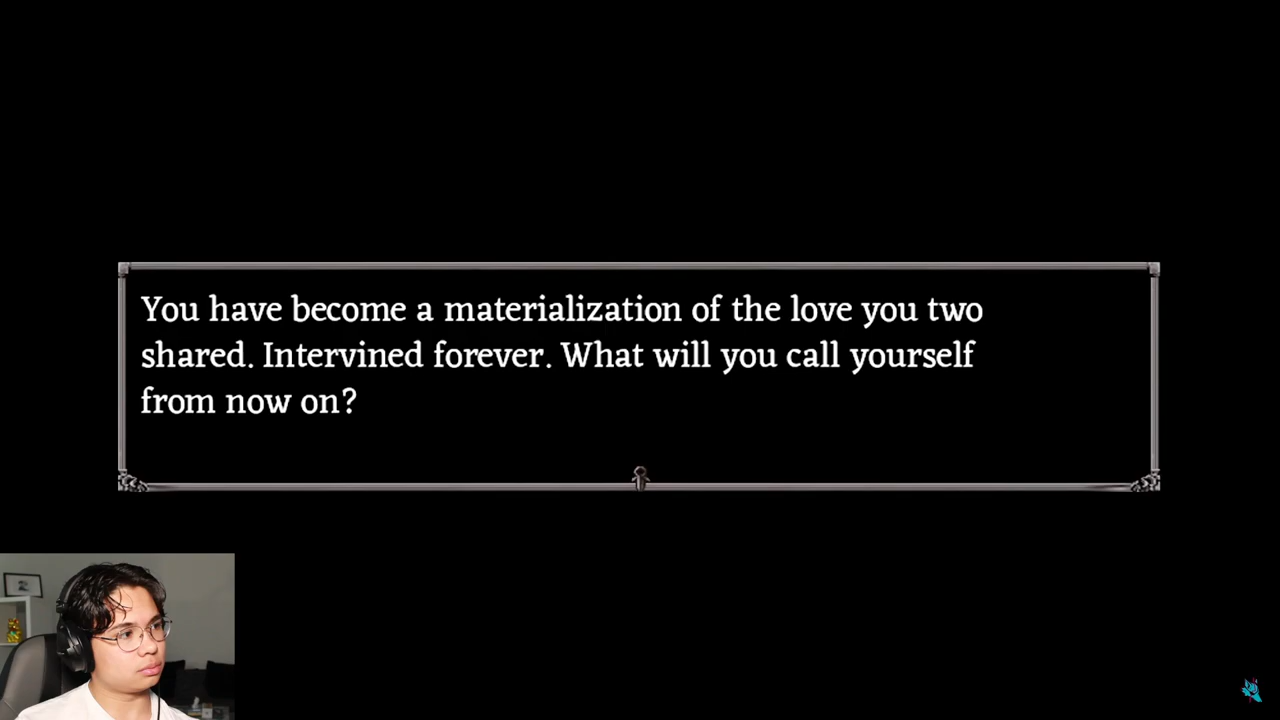 You have become a materialization of the love you two
shared. Intervined forever. What will you call yourself
from now on?